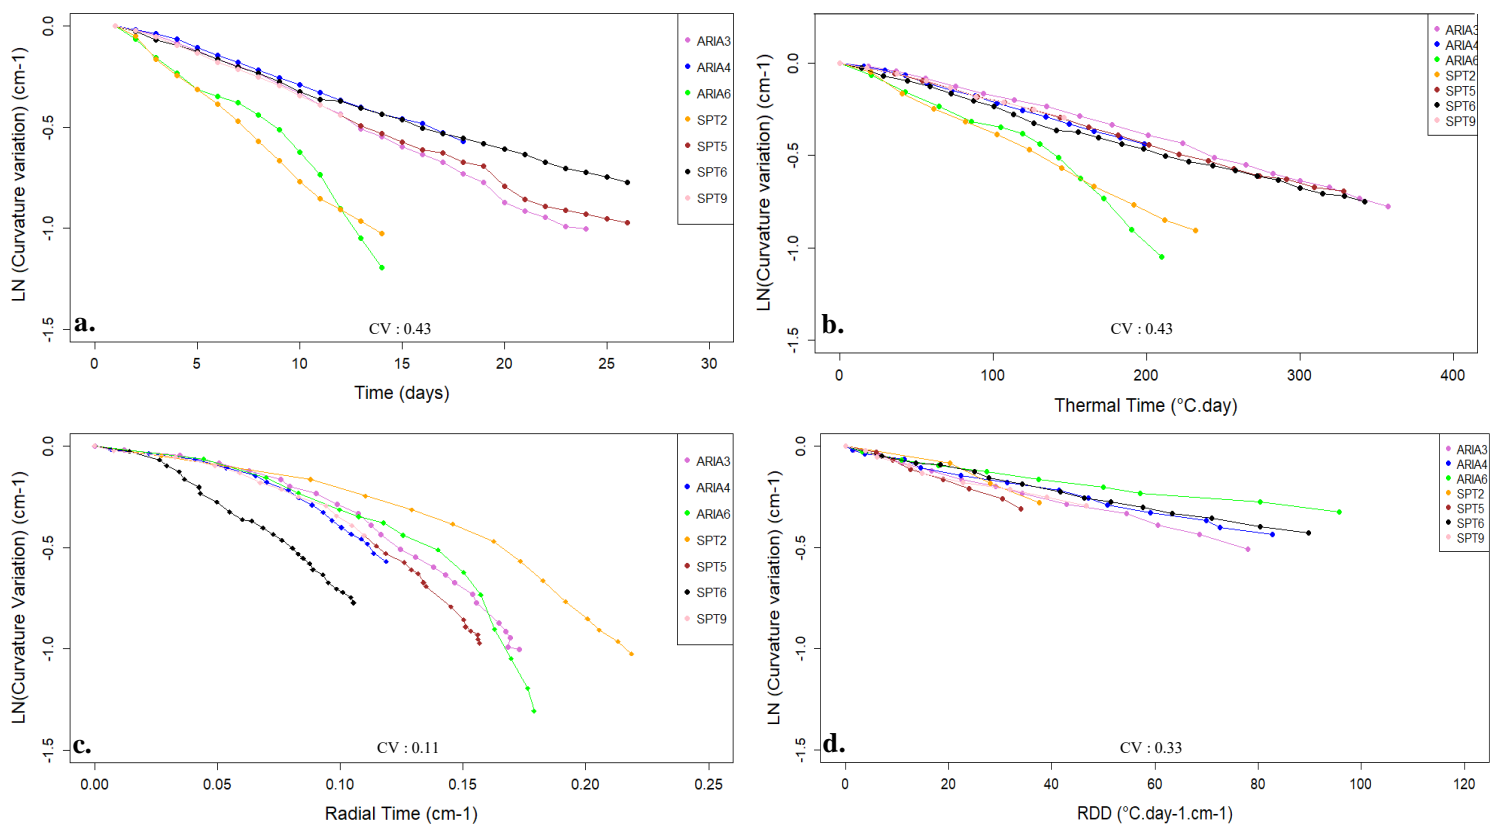 LN (Curvature variation) (cm-1)
0.0
-0.5
-1.0
-1.5
ARIA3
ARIA4
ARIA6
SPT2
SPT5
SPT6
SPT9
a.
CV : 0.43
0 5 10 15 20 25 30
Time (days)
LN(Curvature variation) (cm-1)
0.0
-0.5
-1.0
-1.5
ARIA3
ARIA4
ARIA6
SPT2
SPT5
SPT6
SPT9
b.
CV : 0.43
0 100 200 300 400
Thermal Time (°C.day)
LN(Curvature Variation) (cm-1)
0.0
-0.5
-1.0
-1.5
ARIA3
ARIA4
ARIA6
SPT2
SPT5
SPT6
SPT9
c.
CV : 0.11
0.00 0.05 0.10 0.15 0.20 0.25
Radial Time (cm-1)
LN (Curvature variation) (cm-1)
0.0
-0.5
-1.0
-1.5
ARIA3
ARIA4
ARIA6
SPT2
SPT5
SPT6
SPT9
d.
CV : 0.33
0 20 40 60 80 100 120
RDD (°C.day-1.cm-1)